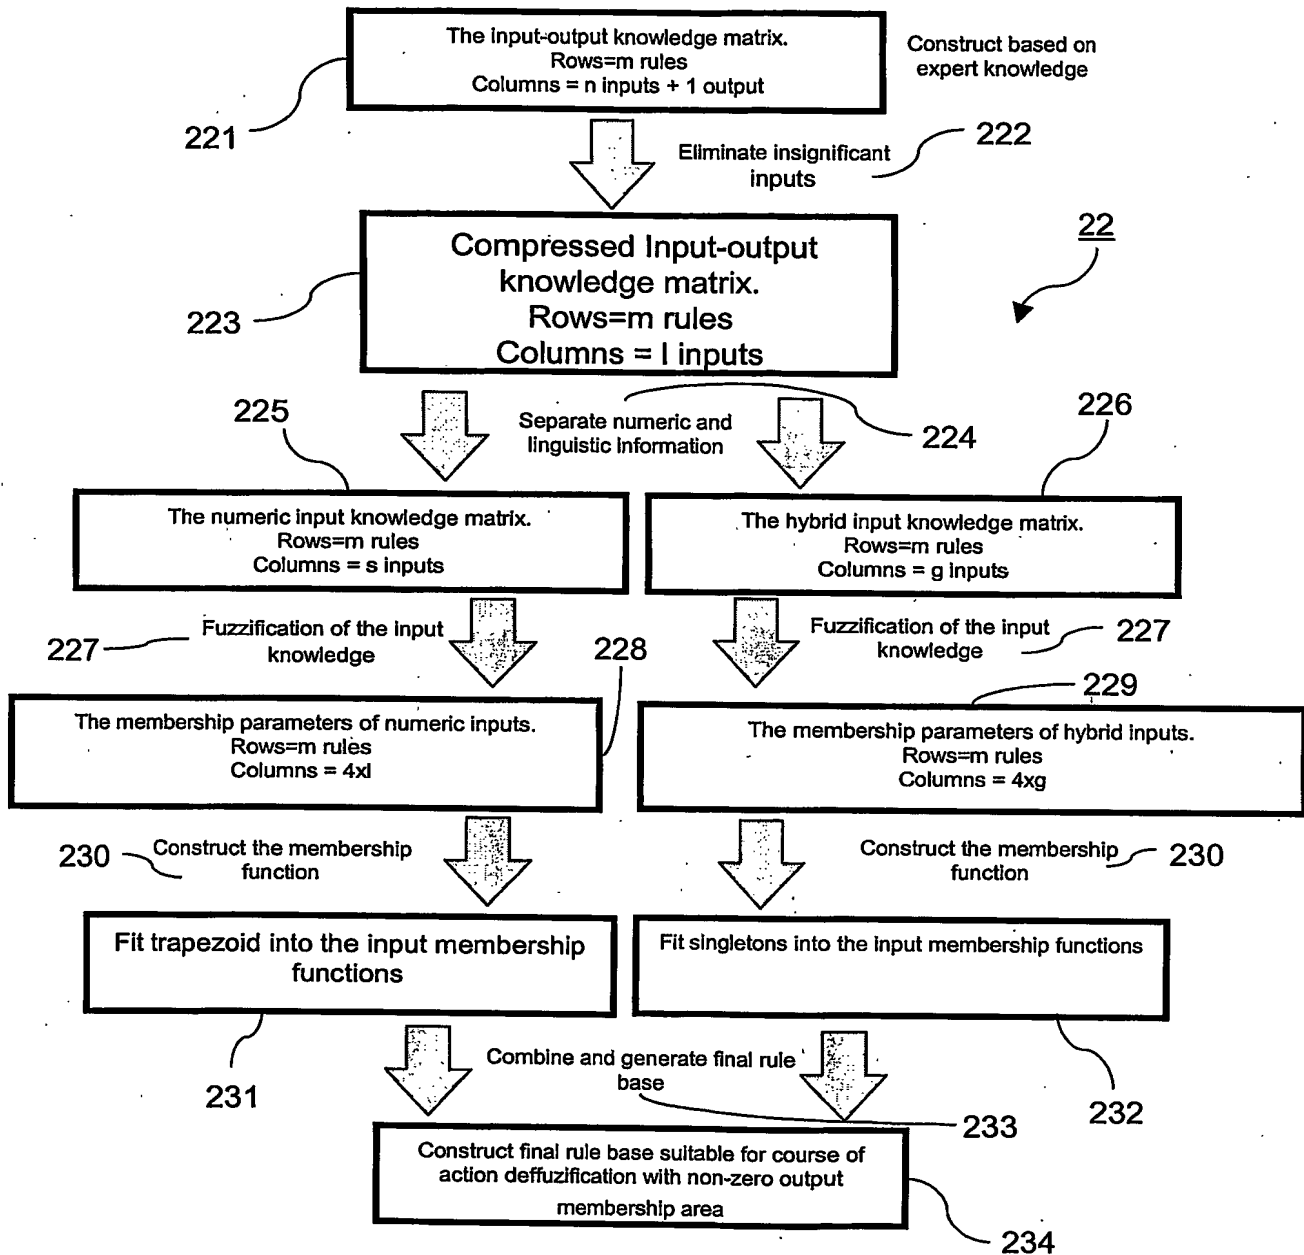 The input-output knowledge matrix.
Rows=m rules
Columns = n inputs + 1 output
Construct based on
expert knowledge
221
222
Eliminate insignificant
inputs
22
Compressed Input-output
knowledge matrix.
Rows=m rules
Columns = l inputs
223
225
Separate numeric and
linguistic Information
224
226
The numeric input knowledge matrix.
Rows=m rules
Columns = s inputs
The hybrid input knowledge matrix.
Rows=m rules
Columns = g inputs
227
Fuzzification of the input
knowledge
228
Fuzzification of the input
knowledge
227
229
The membership parameters of numeric inputs.
Rows=m rules
Columns = 4xl
The membership parameters of hybrid inputs.
Rows=m rules
Columns = 4xg
230
Construct the membership
function
Construct the membership
function
230
Fit trapezoid into the input membership
functions
Fit singletons into the input membership functions
231
Combine and generate final rule
base
232
233
Construct final rule base suitable for course of
action deffuzification with non-zero output
membership area
234